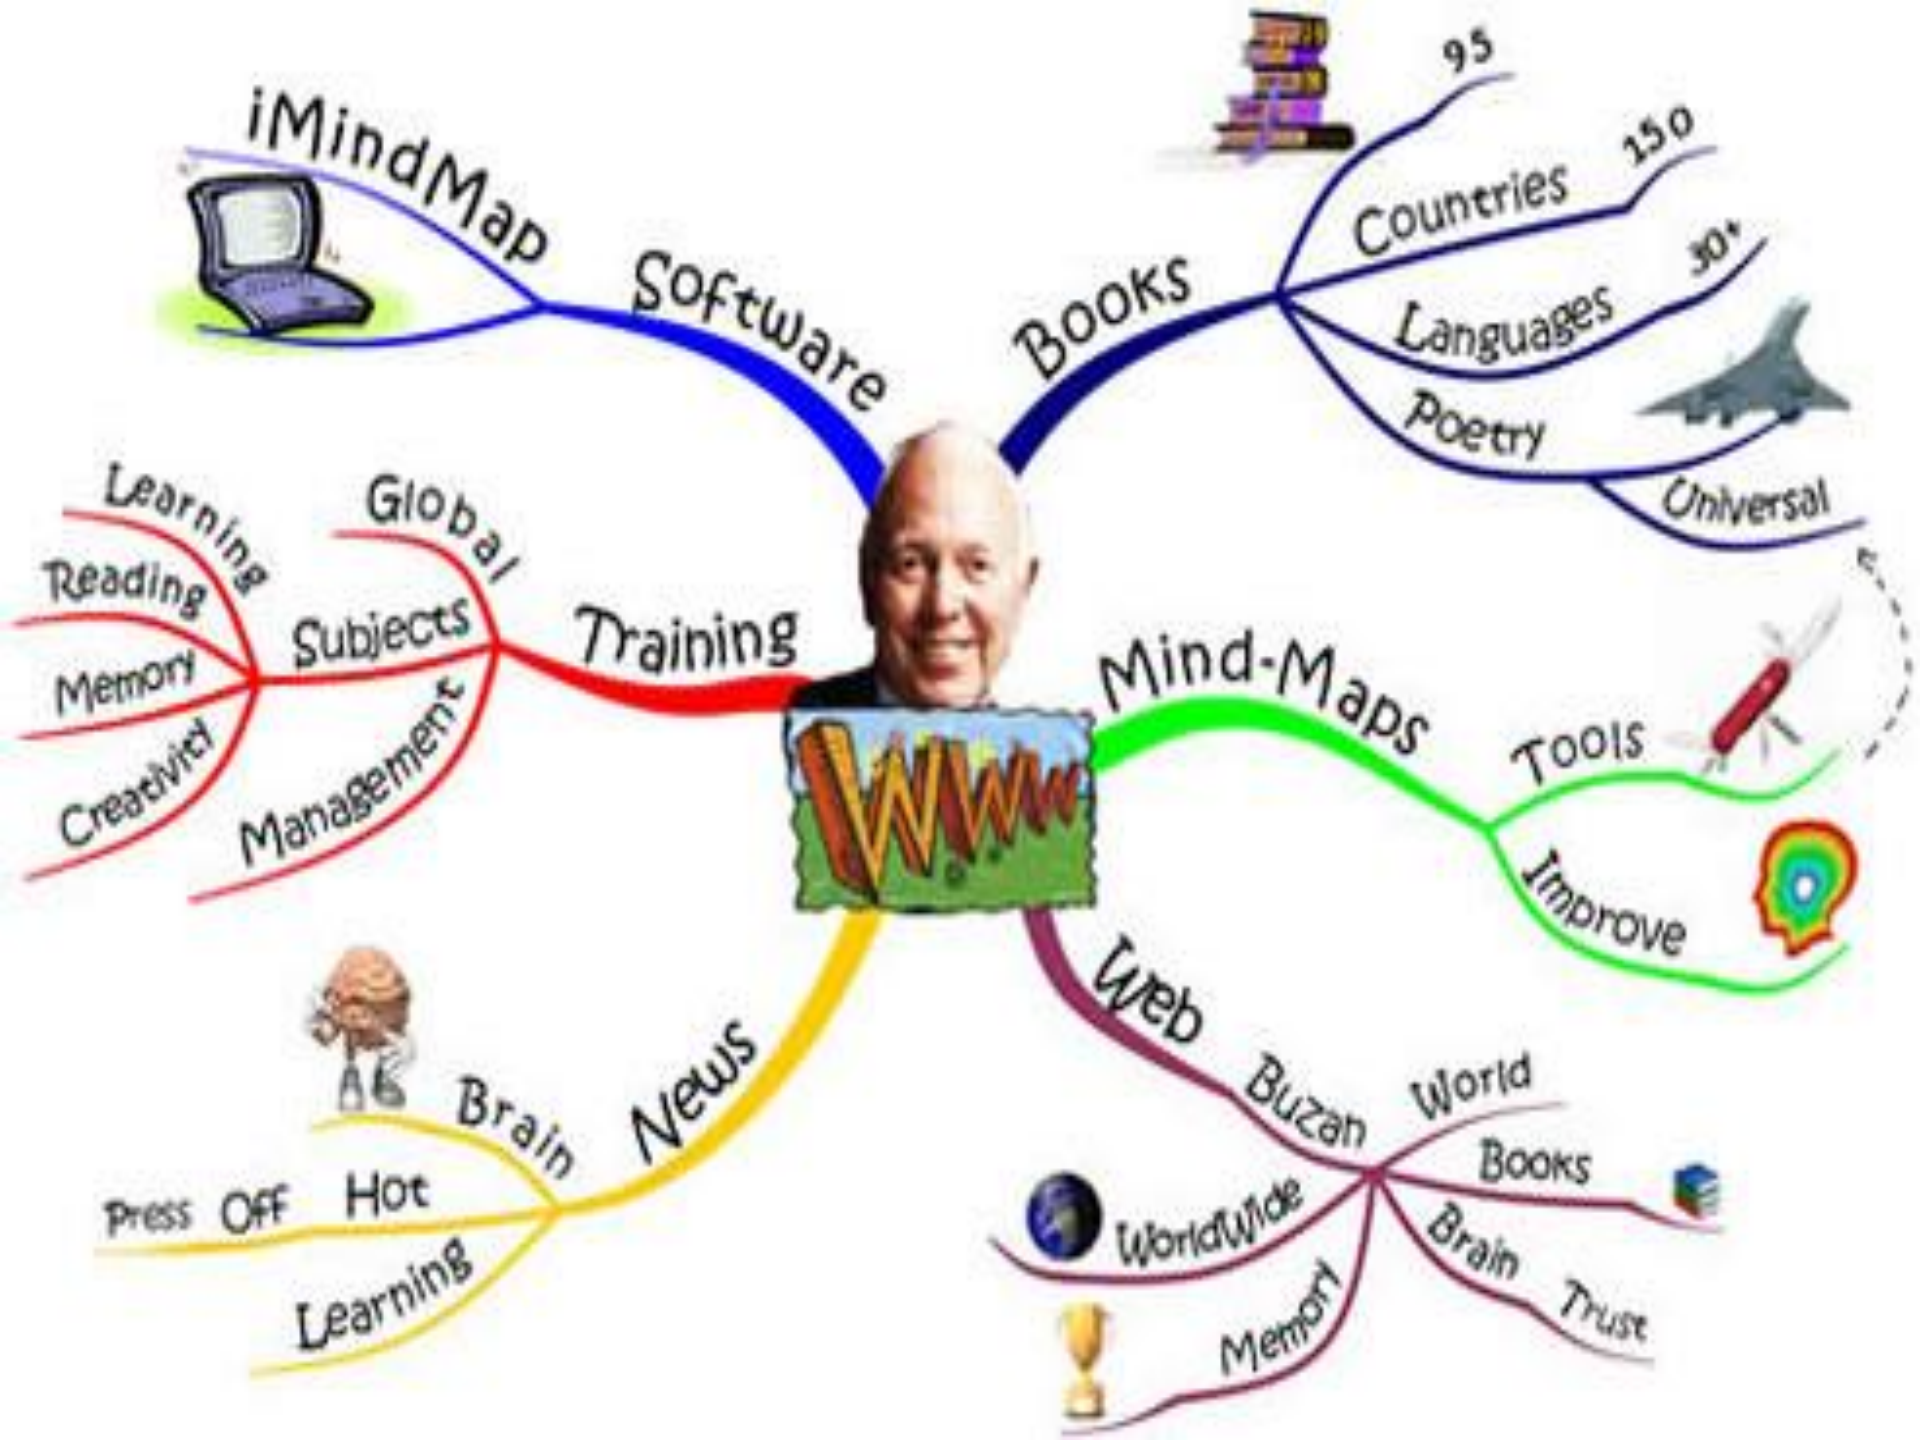 iMindMap
Software
Books
95
Countries 150
Languages 30+
Poetry
Universal
Training
Global
Subjects
Learning
Reading
Memory
Creativity
Management
Mind-Maps
Tools
Improve
WWW
News
Brain
Hot Off Press
Learning
Web
Buzan
World
Books
Brain Trust
Memory
WorldWide